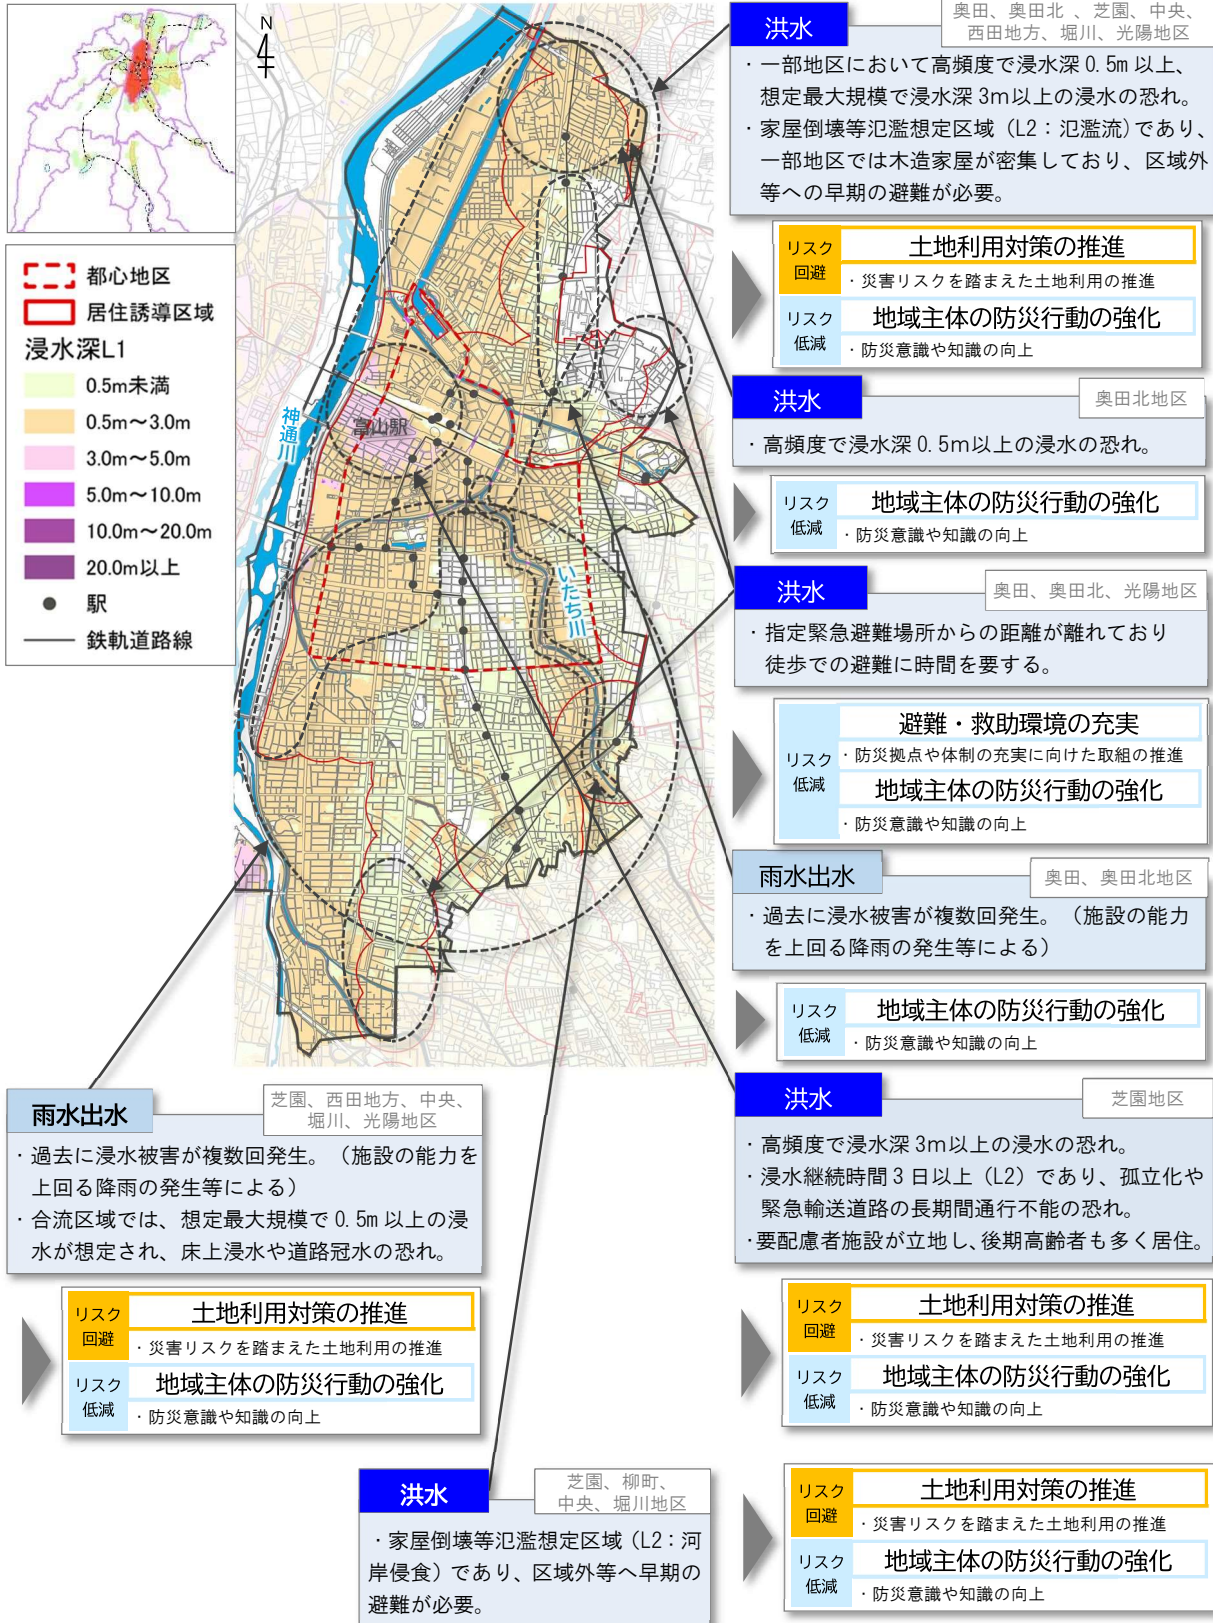 N
都心地区
居住誘導区域
浸水深L1
0.5m未満
0.5m～3.0m
3.0m～5.0m
5.0m～10.0m
10.0m～20.0m
20.0m以上
駅
鉄軌道路線
神通川
富山駅
いたち川
洪水
奥田、奥田北 、芝園、中央、
西田地方、堀川、光陽地区
・一部地区において高頻度で浸水深 0.5m 以上、
想定最大規模で浸水深 3m以上の浸水の恐れ。
・家屋倒壊等氾濫想定区域（L2：氾濫流)であり、
一部地区では木造家屋が密集しており、区域外
等への早期の避難が必要。
リスク
回避
土地利用対策の推進
・災害リスクを踏まえた土地利用の推進
リスク
低減
地域主体の防災行動の強化
・防災意識や知識の向上
洪水
奥田北地区
・高頻度で浸水深 0.5m以上の浸水の恐れ。
リスク
低減
地域主体の防災行動の強化
・防災意識や知識の向上
洪水
奥田、奥田北、光陽地区
・指定緊急避難場所からの距離が離れており
徒歩での避難に時間を要する。
リスク
低減
避難・救助環境の充実
・防災拠点や体制の充実に向けた取組の推進
地域主体の防災行動の強化
・防災意識や知識の向上
雨水出水
奥田、奥田北地区
・過去に浸水被害が複数回発生。（施設の能力
を上回る降雨の発生等による）
リスク
低減
地域主体の防災行動の強化
・防災意識や知識の向上
洪水
芝園地区
・高頻度で浸水深 3m以上の浸水の恐れ。
・浸水継続時間 3 日以上（L2）であり、孤立化や
緊急輸送道路の長期間通行不能の恐れ。
・要配慮者施設が立地し、後期高齢者も多く居住。
リスク
回避
土地利用対策の推進
・災害リスクを踏まえた土地利用の推進
リスク
低減
地域主体の防災行動の強化
・防災意識や知識の向上
雨水出水
芝園、西田地方、中央、
堀川、光陽地区
・過去に浸水被害が複数回発生。（施設の能力を
上回る降雨の発生等による）
・合流区域では、想定最大規模で 0.5m 以上の浸
水が想定され、床上浸水や道路冠水の恐れ。
リスク
回避
土地利用対策の推進
・災害リスクを踏まえた土地利用の推進
リスク
低減
地域主体の防災行動の強化
・防災意識や知識の向上
洪水
芝園、柳町、
中央、堀川地区
・家屋倒壊等氾濫想定区域（L2：河
岸侵食）であり、区域外等へ早期の
避難が必要。
リスク
回避
土地利用対策の推進
・災害リスクを踏まえた土地利用の推進
リスク
低減
地域主体の防災行動の強化
・防災意識や知識の向上